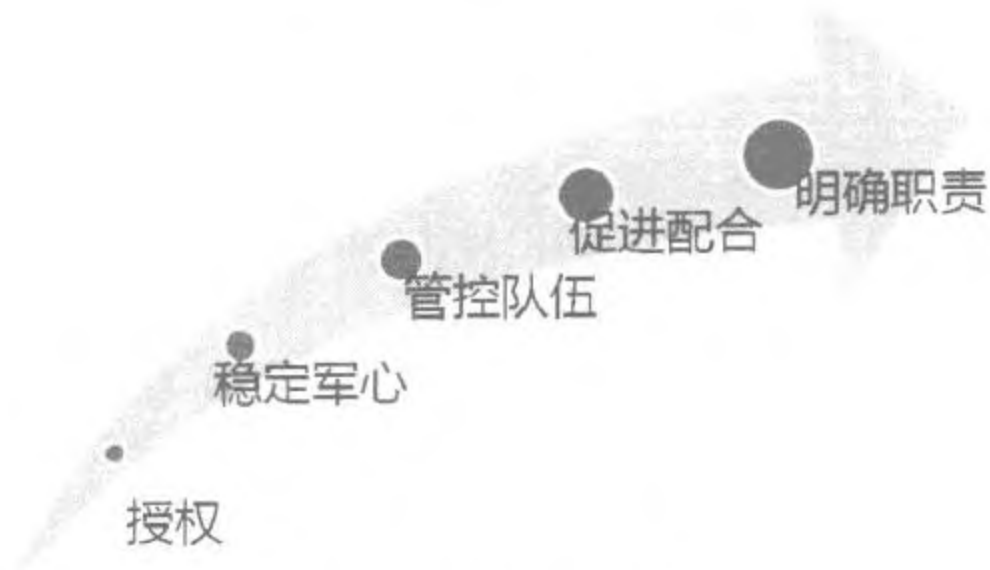 明确职责
促进配合
管控队伍
稳定军心
授权